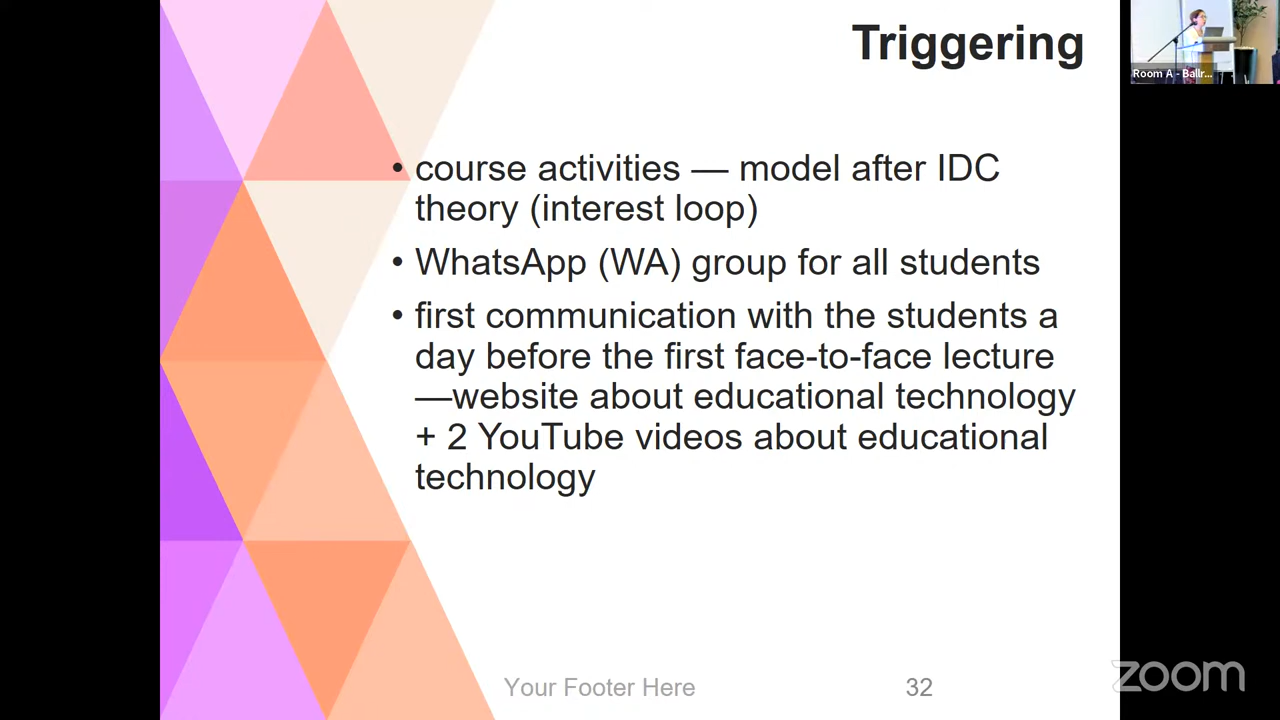 Triggering
• course activities — model after IDC
theory (interest loop)
• WhatsApp (WA) group for all students
• first communication with the students a
day before the first face-to-face lecture
—website about educational technology
+ 2 YouTube videos about educational
technology
Your Footer Here
32
Room A - Ballr...
zoom